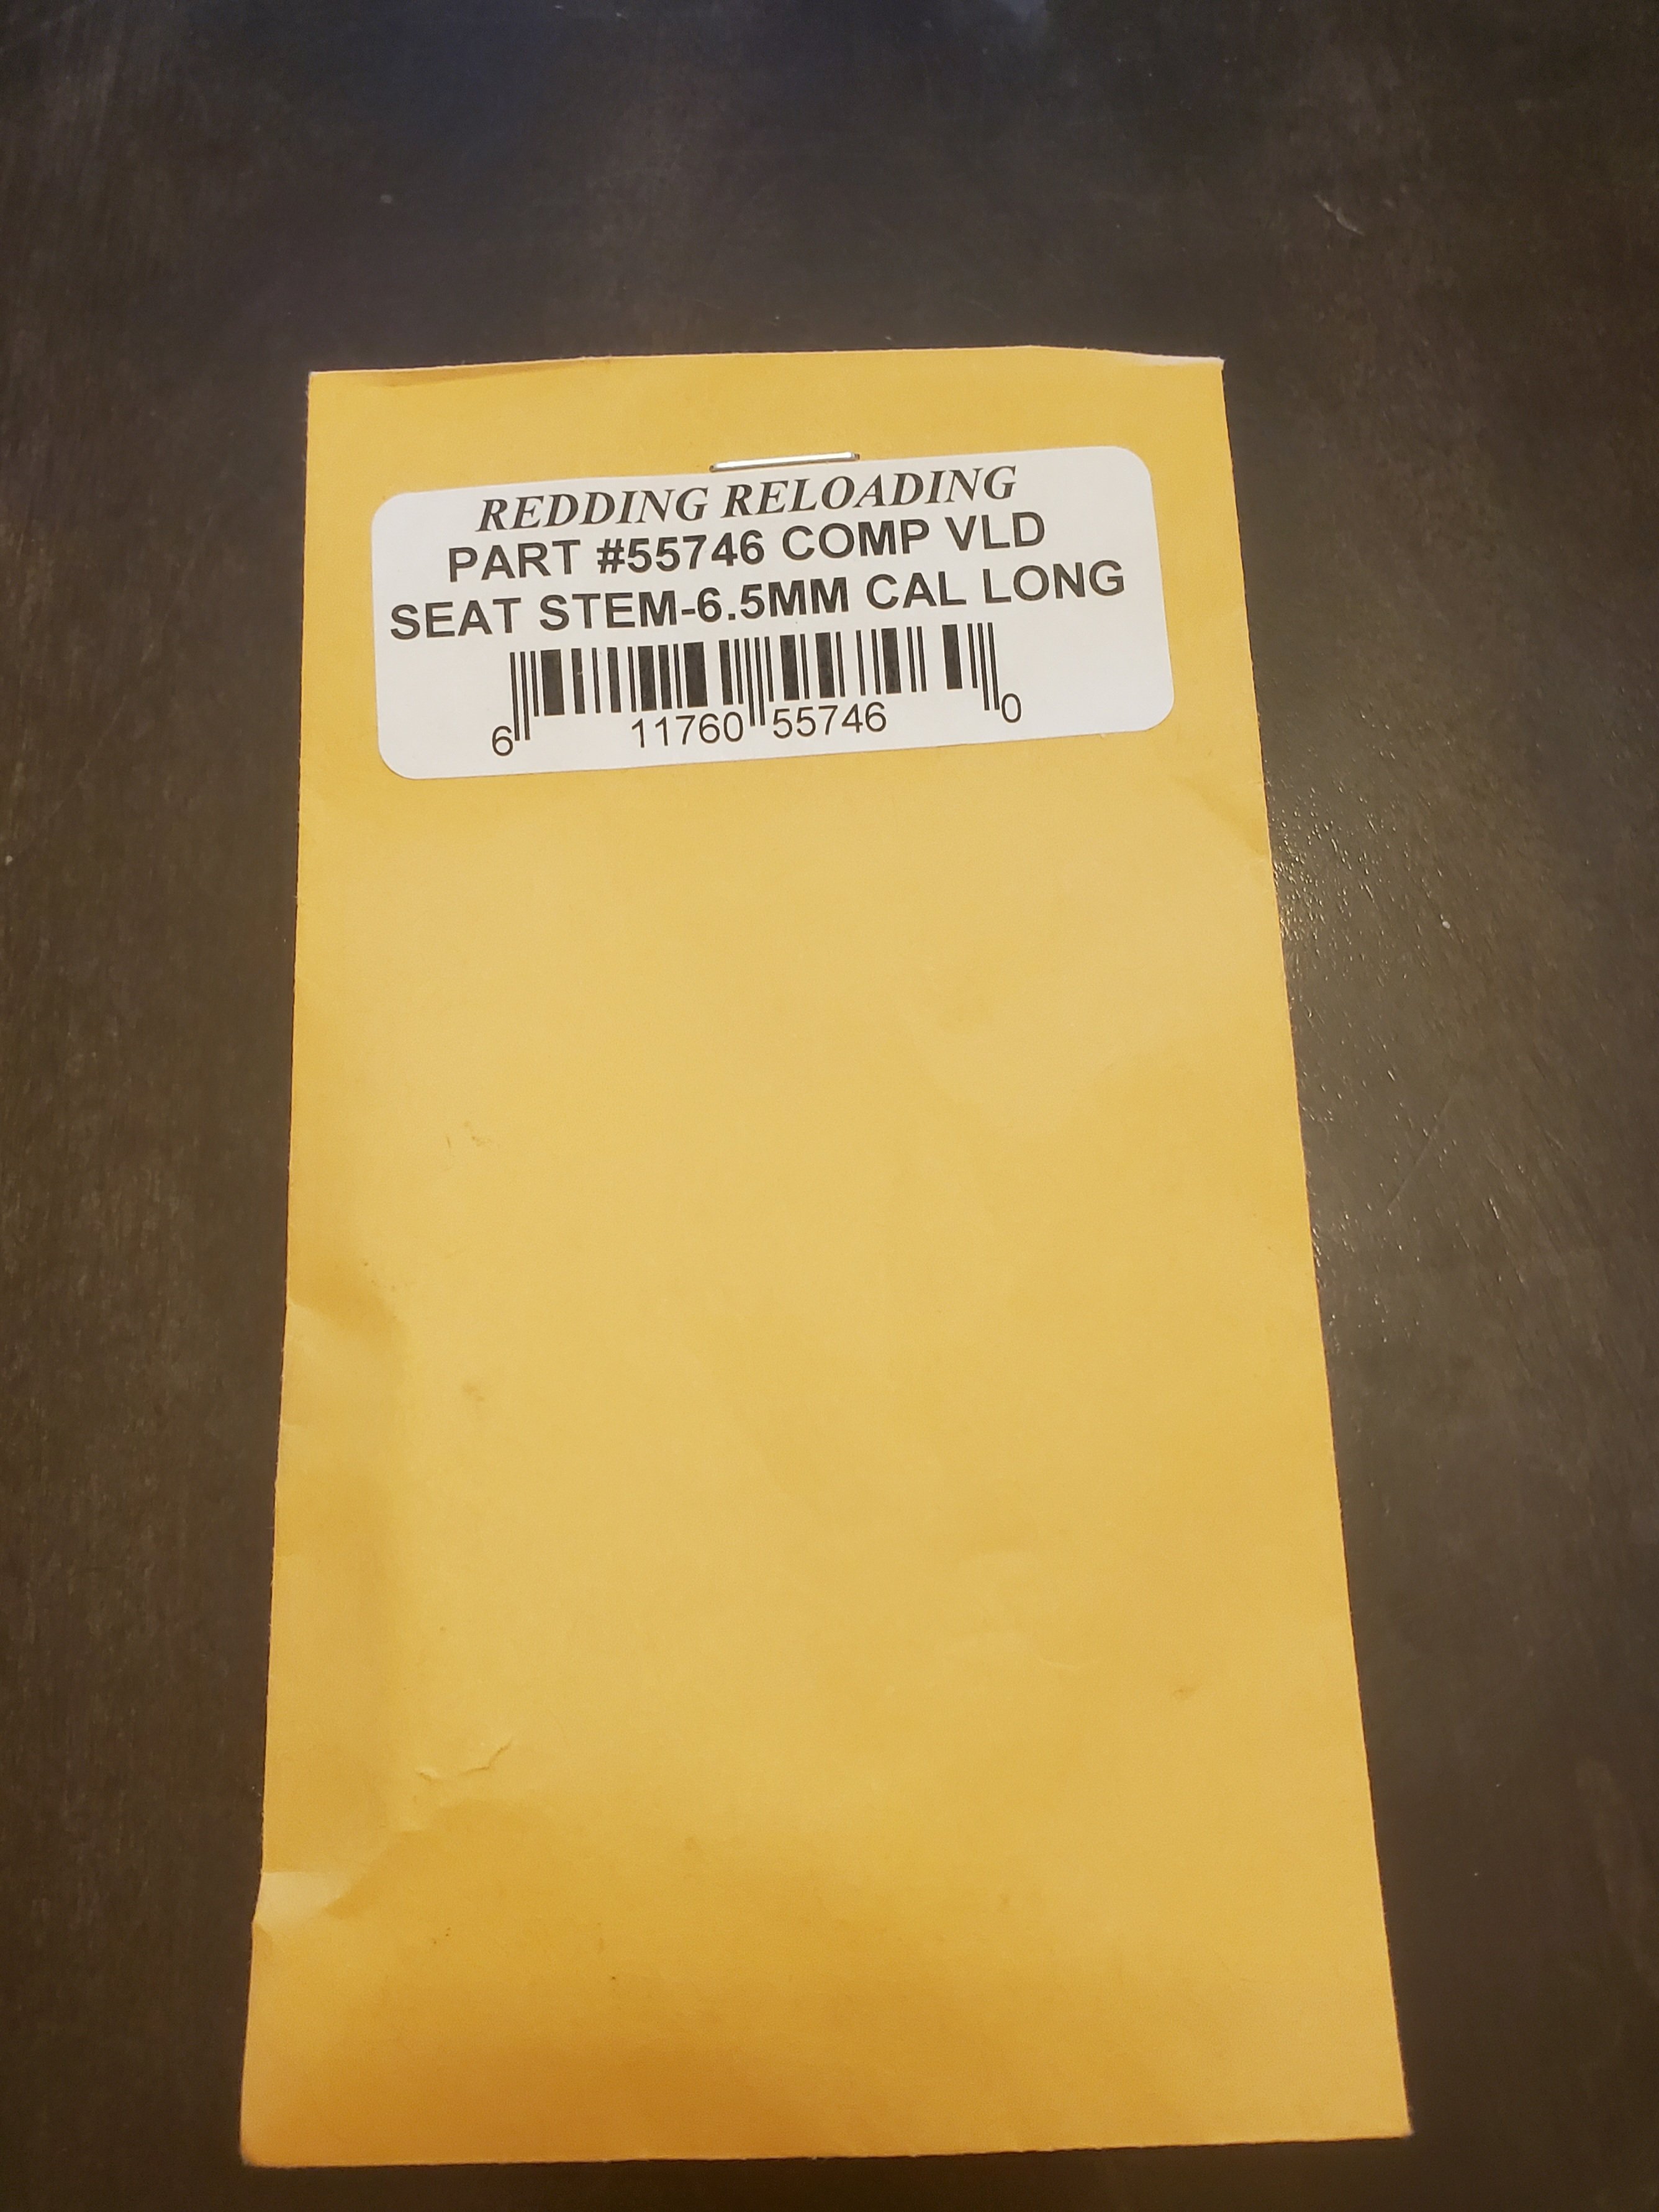 REDDING RELOADING
PART #55746 COMP VLD
SEAT STEM-6.5MM CAL LONG
6 11760 55746 0